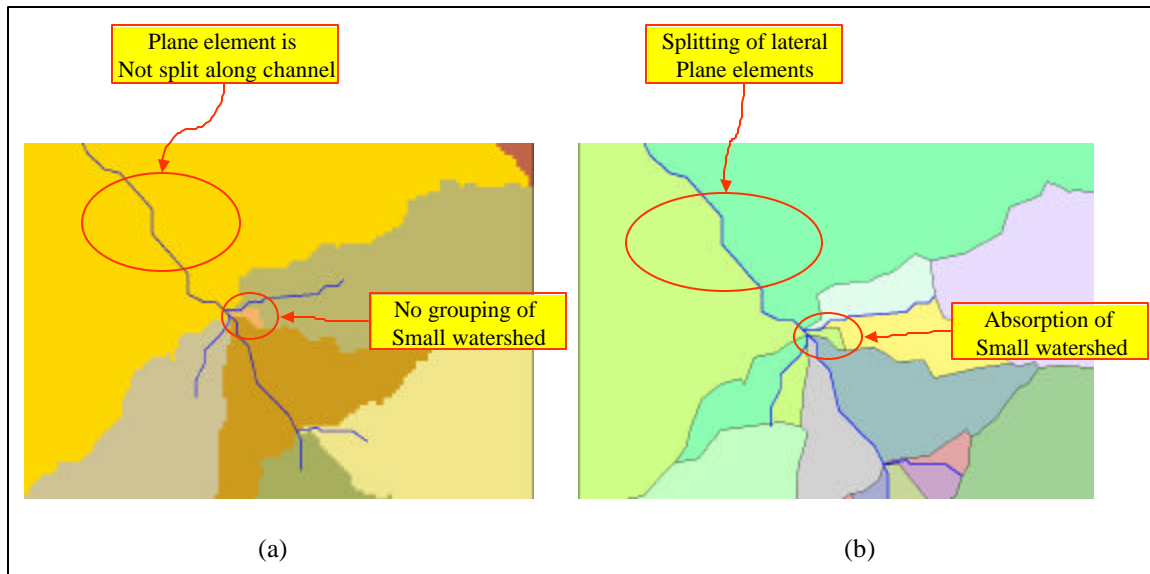 Plane element is
Not split along channel
Splitting of lateral
Plane elements
No grouping of
Small watershed
Absorption of
Small watershed
(a)
(b)